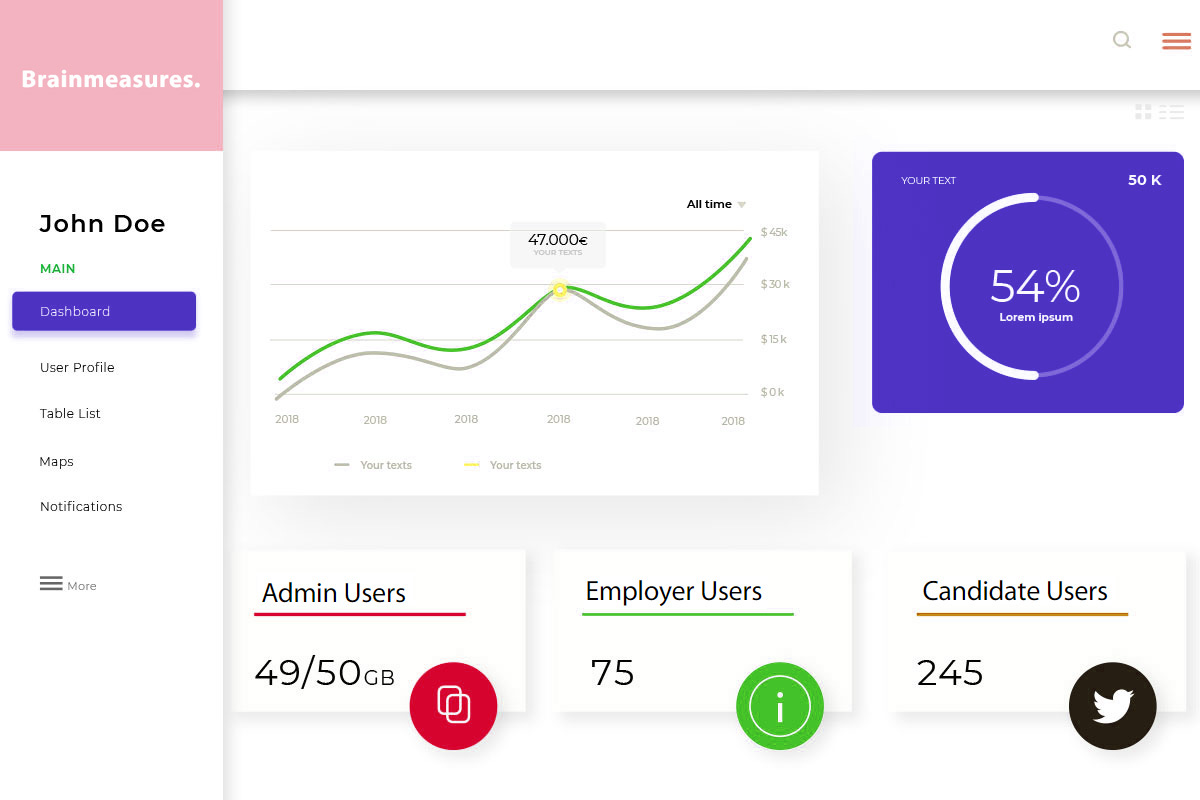 Brainmeasures.
John Doe
MAIN
Dashboard
User Profile
Table List
Maps
Notifications
More
All time
47.000€
YOUR TEXTS
$ 45k
$ 30 k
$ 15 k
$ 0 k
2018 2018 2018 2018 2018 2018
Your texts Your texts
YOUR TEXT 50 K
54%
Lorem ipsum
Admin Users
49/50GB
Employer Users
75
i
Candidate Users
245